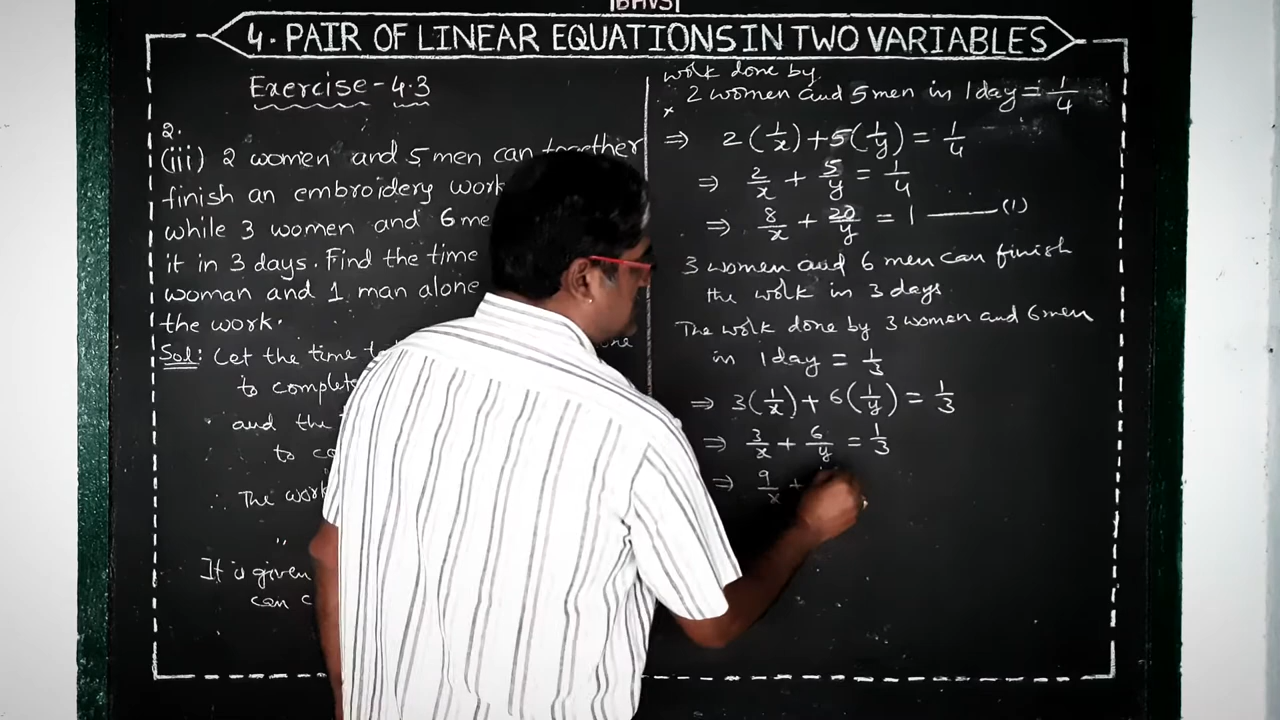 BHVSI
4. PAIR OF LINEAR EQUATIONS IN TWO VARIABLES
Exercise - 4.3
2.
(iii) 2 women and 5 men can together
finish an embroidery work
while 3 women and 6 me
it in 3 days. Find the time
woman and 1 man alone
the work.
Sol: Let the time t
to complete
and the t
to co
∴ The work
"
It is given
can c
work done by
2 women and 5 men in 1 day = 1/4
⇒ 2(1/x) + 5(1/y) = 1/4
⇒ 2/x + 5/y = 1/4
⇒ 8/x + 20/y = 1 —— (1)
3 women and 6 men can finish
the work in 3 days.
The work done by 3 women and 6 men
in 1 day = 1/3
⇒ 3(1/x) + 6(1/y) = 1/3
⇒ 3/x + 6/y = 1/3
⇒ 9/x +